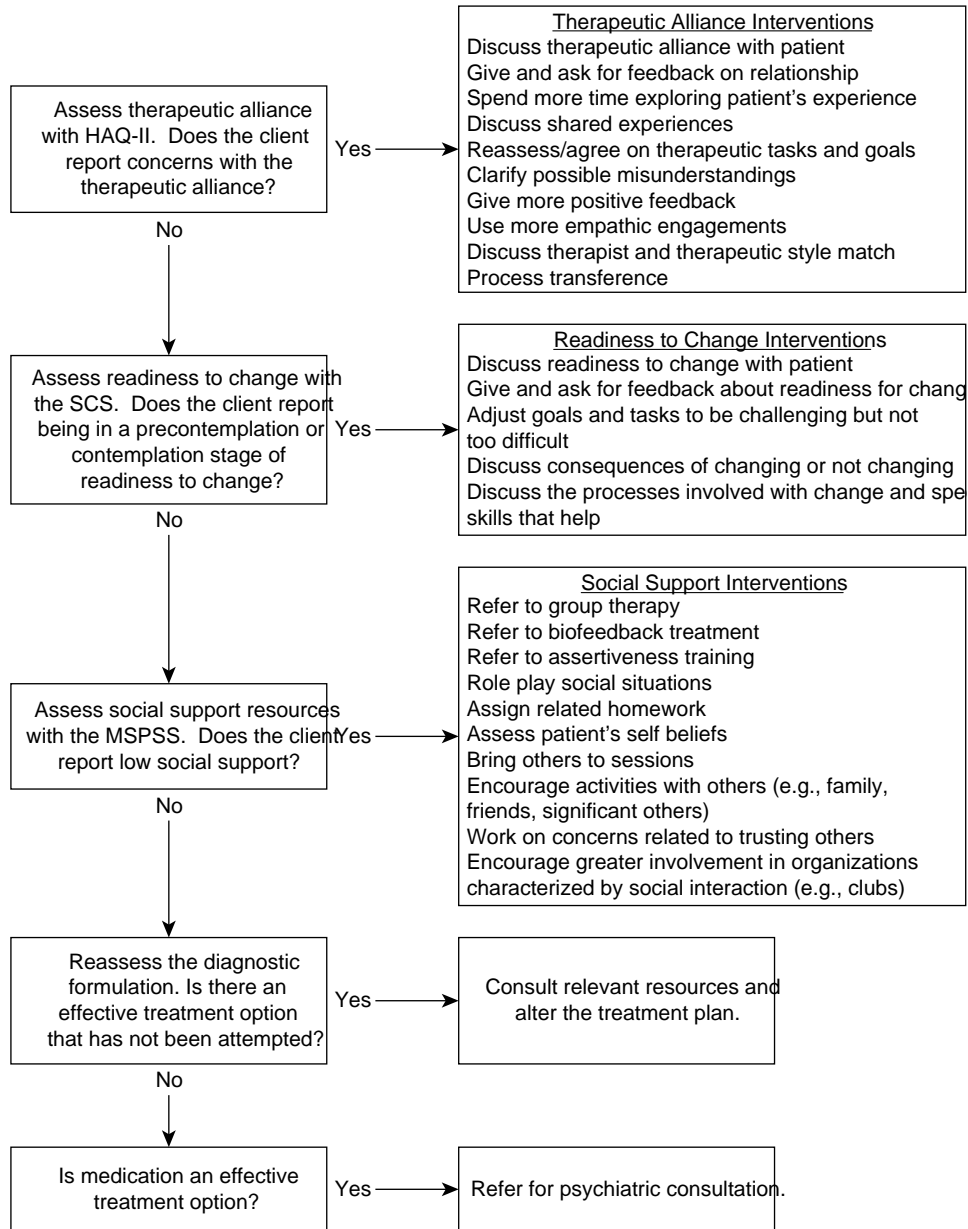 Therapeutic Alliance Interventions
Discuss therapeutic alliance with patient
Give and ask for feedback on relationship
Spend more time exploring patient's experience
Discuss shared experiences
Reassess/agree on therapeutic tasks and goals
Clarify possible misunderstandings
Give more positive feedback
Use more empathic engagements
Discuss therapist and therapeutic style match
Process transference
Assess therapeutic alliance
with HAQ-II. Does the client
report concerns with the
therapeutic alliance?
Yes
No
Readiness to Change Interventions
Discuss readiness to change with patient
Give and ask for feedback about readiness for chang
Adjust goals and tasks to be challenging but not
too difficult
Discuss consequences of changing or not changing
Discuss the processes involved with change and spe
skills that help
Assess readiness to change with
the SCS. Does the client report
being in a precontemplation or
contemplation stage of
readiness to change?
Yes
No
Social Support Interventions
Refer to group therapy
Refer to biofeedback treatment
Refer to assertiveness training
Role play social situations
Assign related homework
Assess patient's self beliefs
Bring others to sessions
Encourage activities with others (e.g., family,
friends, significant others)
Work on concerns related to trusting others
Encourage greater involvement in organizations
characterized by social interaction (e.g., clubs)
Assess social support resources
with the MSPSS. Does the client
report low social support?
Yes
No
Reassess the diagnostic
formulation. Is there an
effective treatment option
that has not been attempted?
Yes
Consult relevant resources and
alter the treatment plan.
No
Is medication an effective
treatment option?
Yes
Refer for psychiatric consultation.